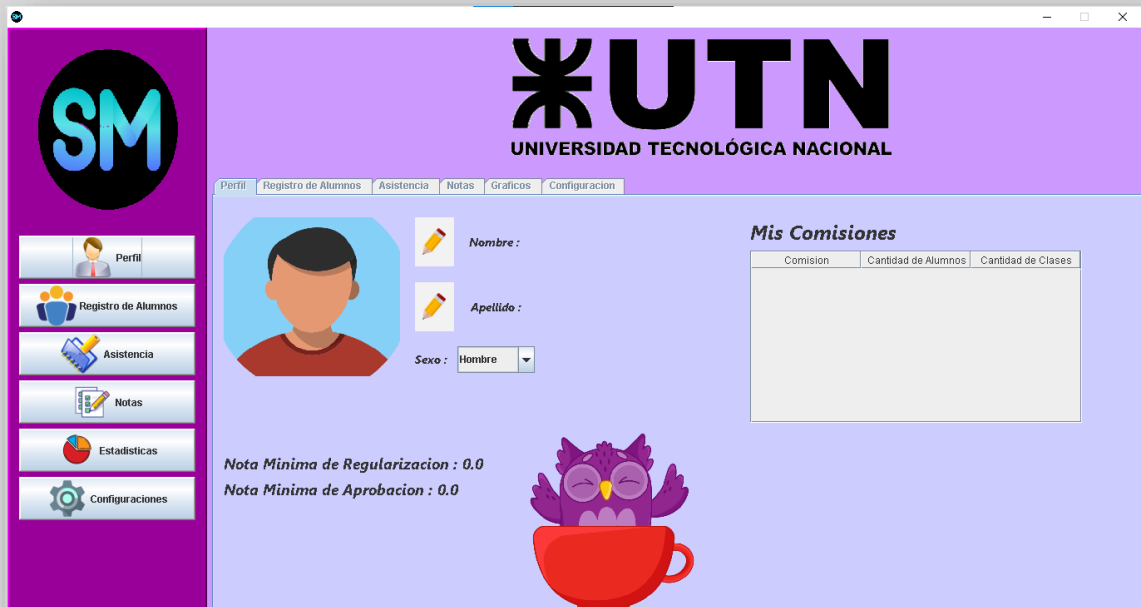 SM
SM
UTN
UNIVERSIDAD TECNOLÓGICA NACIONAL
Perfil Registro de Alumnos Asistencia Notas Graficos Configuracion
Perfil
Registro de Alumnos
Asistencia
Notas
Estadisticas
Configuraciones
Nombre :
Apellido :
Sexo : Hombre
Nota Minima de Regularizacion : 0.0
Nota Minima de Aprobacion : 0.0
Mis Comisiones
Comision Cantidad de Alumnos Cantidad de Clases